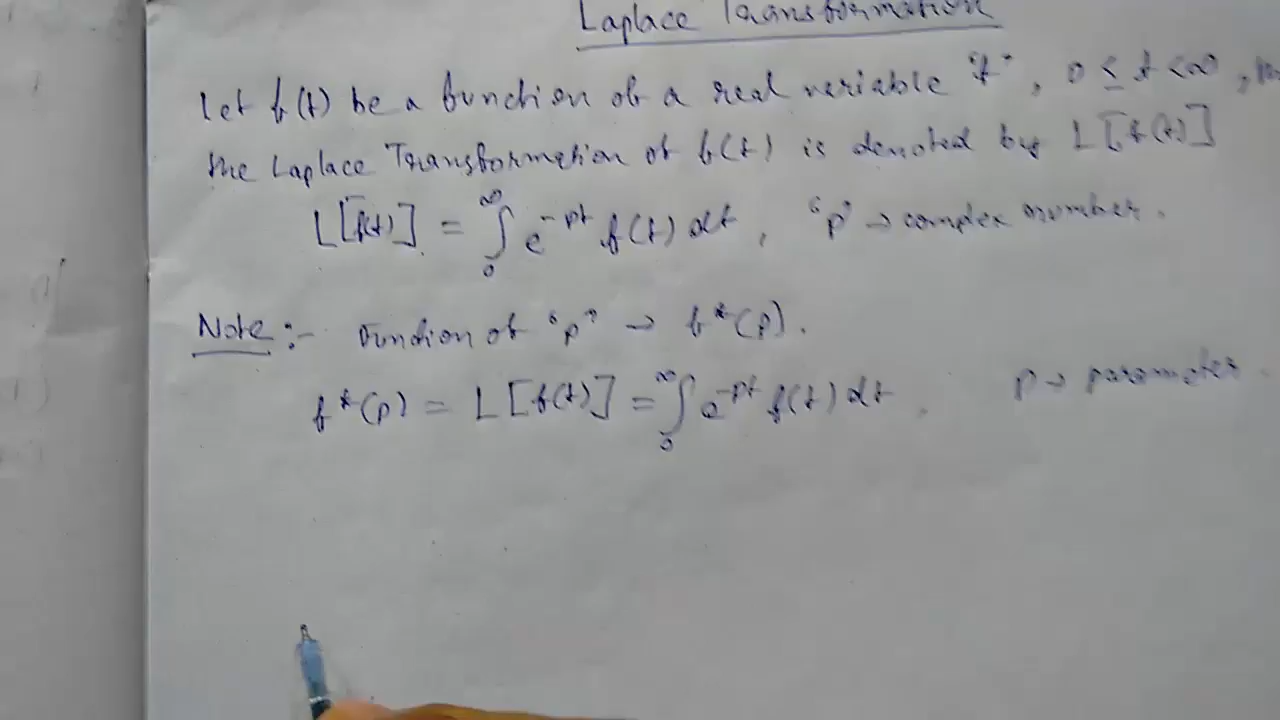 Laplace Transformation
Let f(t) be a function of a real variable "t", 0 ≤ t < ∞,
the Laplace Transformation of f(t) is denoted by L[f(t)]
L[f(t)] = ∫₀^∞ e^{-pt} f(t) dt, "p" → complex number.
Note :- Function of "p" → f*(p).
f*(p) = L[f(t)] = ∫₀^∞ e^{-pt} f(t) dt. p → parameter.